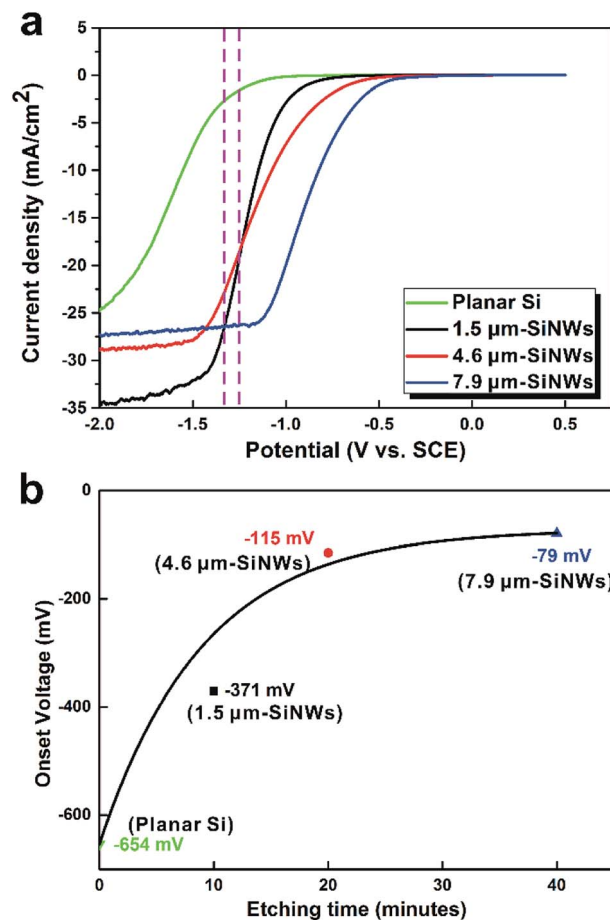 a
5
0
-5
-10
-15
-20
-25
-30
-35
Current density (mA/cm²)
Planar Si
1.5 µm-SiNWs
4.6 µm-SiNWs
7.9 µm-SiNWs
-2.0 -1.5 -1.0 -0.5 0.0 0.5
Potential (V vs. SCE)
b
0
-200
-400
-600
Onset Voltage (mV)
-115 mV
(4.6 µm-SiNWs)
-79 mV
(7.9 µm-SiNWs)
-371 mV
(1.5 µm-SiNWs)
(Planar Si)
-654 mV
0 10 20 30 40
Etching time (minutes)